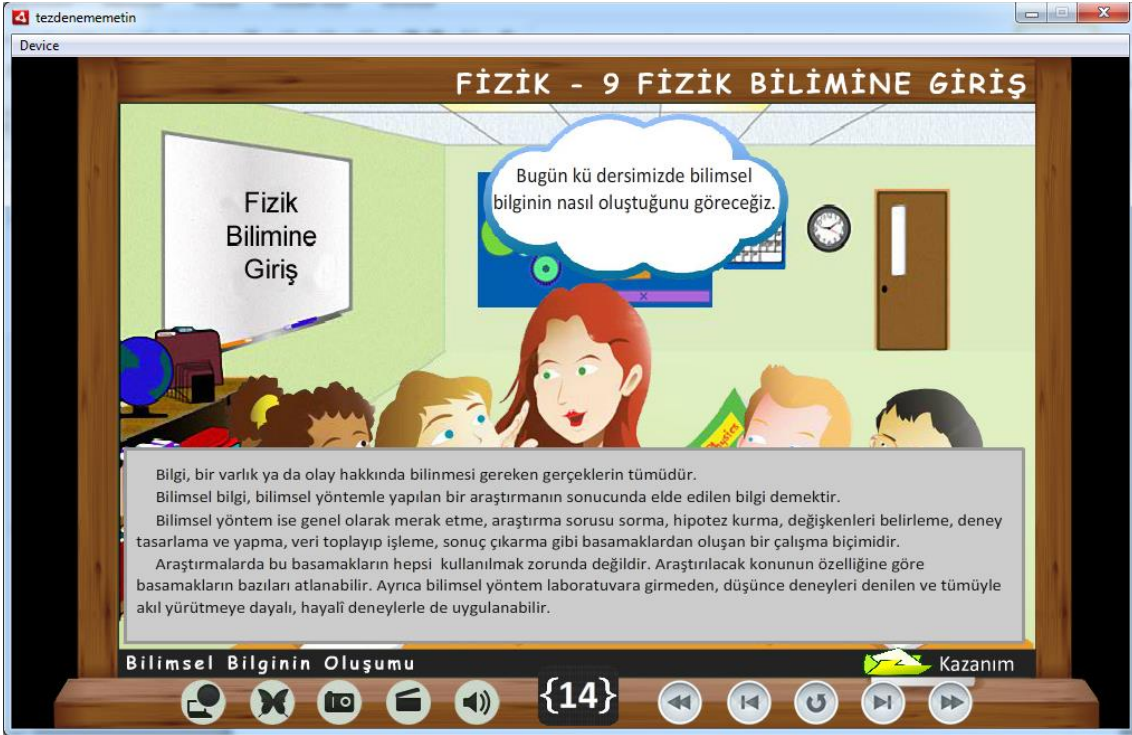 tezdenememetin
Device
FİZİK - 9 FİZİK BİLİMİNE GİRİŞ
Fizik
Bilimine
Giriş
Bugün kü dersimizde bilimsel
bilginin nasıl oluştuğunu göreceğiz.
Physics
Bilgi, bir varlık ya da olay hakkında bilinmesi gereken gerçeklerin tümüdür.
Bilimsel bilgi, bilimsel yöntemle yapılan bir araştırmanın sonucunda elde edilen bilgi demektir.
Bilimsel yöntem ise genel olarak merak etme, araştırma sorusu sorma, hipotez kurma, değişkenleri belirleme, deney
tasarlama ve yapma, veri toplayıp işleme, sonuç çıkarma gibi basamaklardan oluşan bir çalışma biçimidir.
Araştırmalarda bu basamakların hepsi kullanılmak zorunda değildir. Araştırılacak konunun özelliğine göre
basamakların bazıları atlanabilir. Ayrıca bilimsel yöntem laboratuvara girmeden, düşünce deneyleri denilen ve tümüyle
akıl yürütmeye dayalı, hayalî deneylerle de uygulanabilir.
Bilimsel Bilginin Oluşumu
Kazanım
{14}